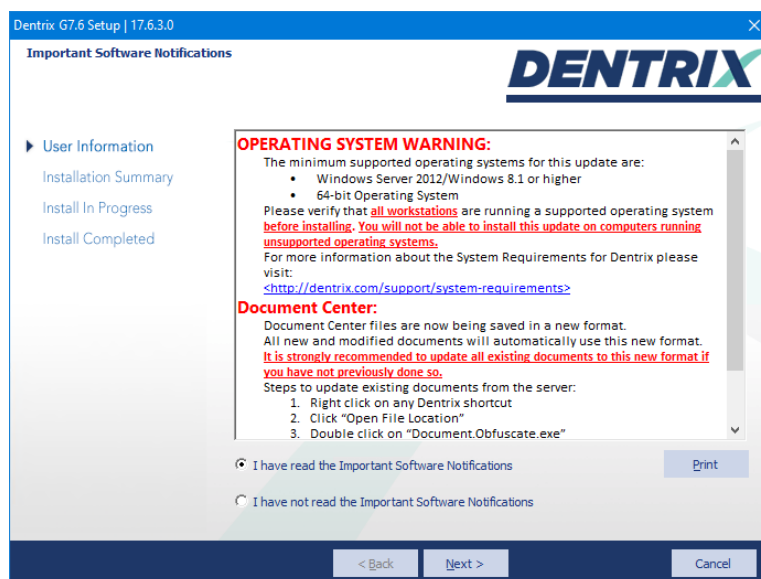 Dentrix G7.6 Setup | 17.6.3.0
Important Software Notifications
DENTRIX
User Information
Installation Summary
Install In Progress
Install Completed
OPERATING SYSTEM WARNING:
The minimum supported operating systems for this update are:
• Windows Server 2012/Windows 8.1 or higher
• 64-bit Operating System
Please verify that all workstations are running a supported operating system
before installing. You will not be able to install this update on computers running
unsupported operating systems.
For more information about the System Requirements for Dentrix please
visit:
<http://dentrix.com/support/system-requirements>
Document Center:
Document Center files are now being saved in a new format.
All new and modified documents will automatically use this new format.
It is strongly recommended to update all existing documents to this new format if
you have not previously done so.
Steps to update existing documents from the server:
1. Right click on any Dentrix shortcut
2. Click “Open File Location”
3. Double click on “Document.Obfuscate.exe”
I have read the Important Software Notifications
Print
I have not read the Important Software Notifications
< Back
Next >
Cancel